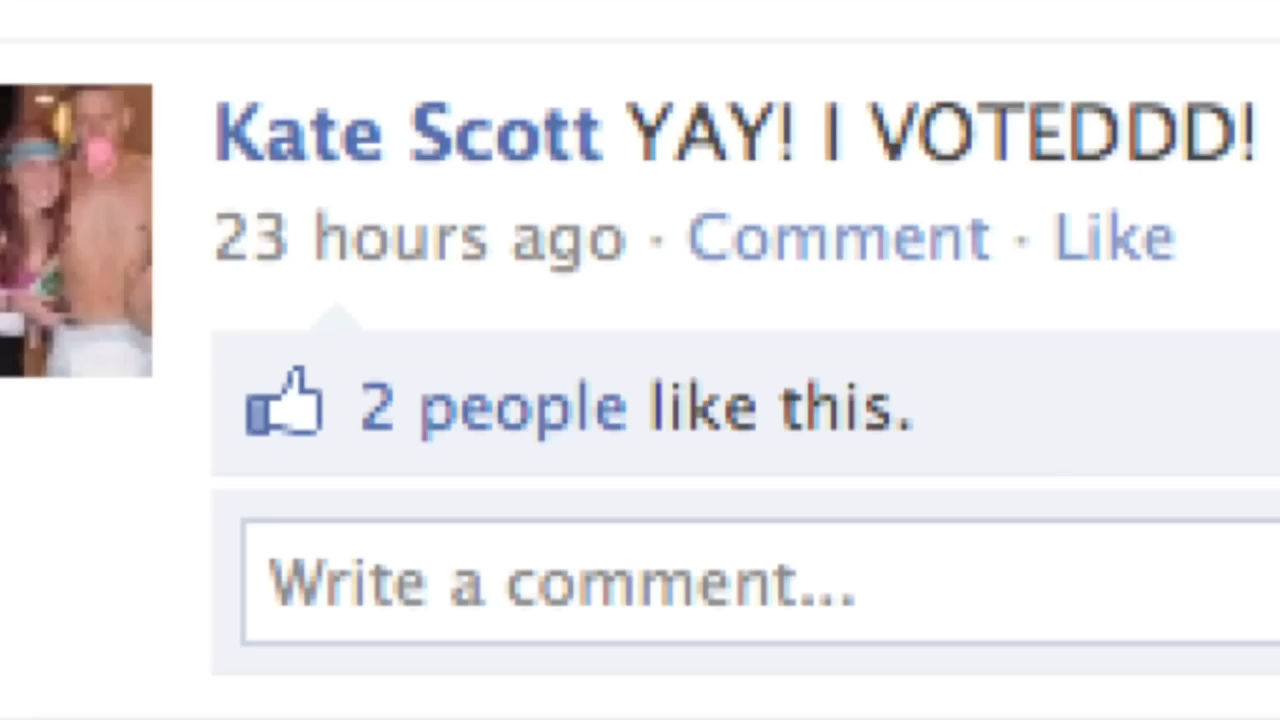 Kate Scott YAY! I VOTEDDD!
23 hours ago · Comment · Like
2 people like this.
Write a comment...